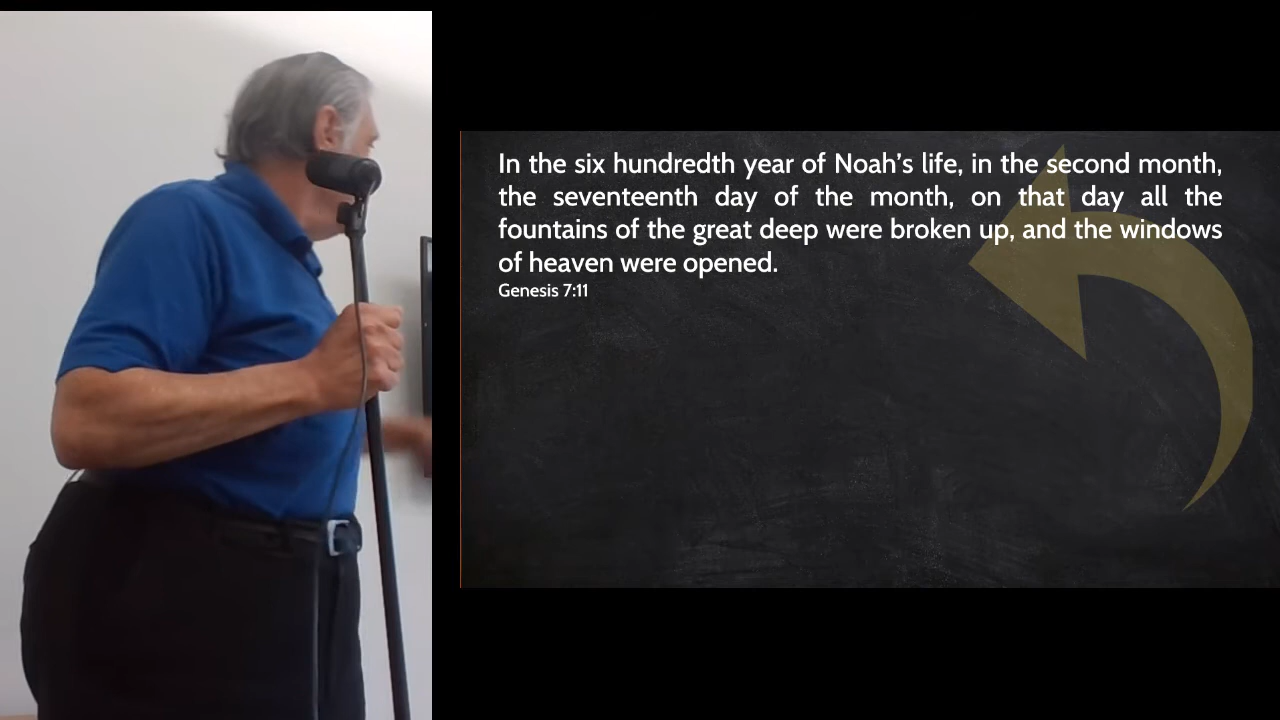 In the six hundredth year of Noah's life, in the second month,
the seventeenth day of the month, on that day all the
fountains of the great deep were broken up, and the windows
of heaven were opened.
Genesis 7:11